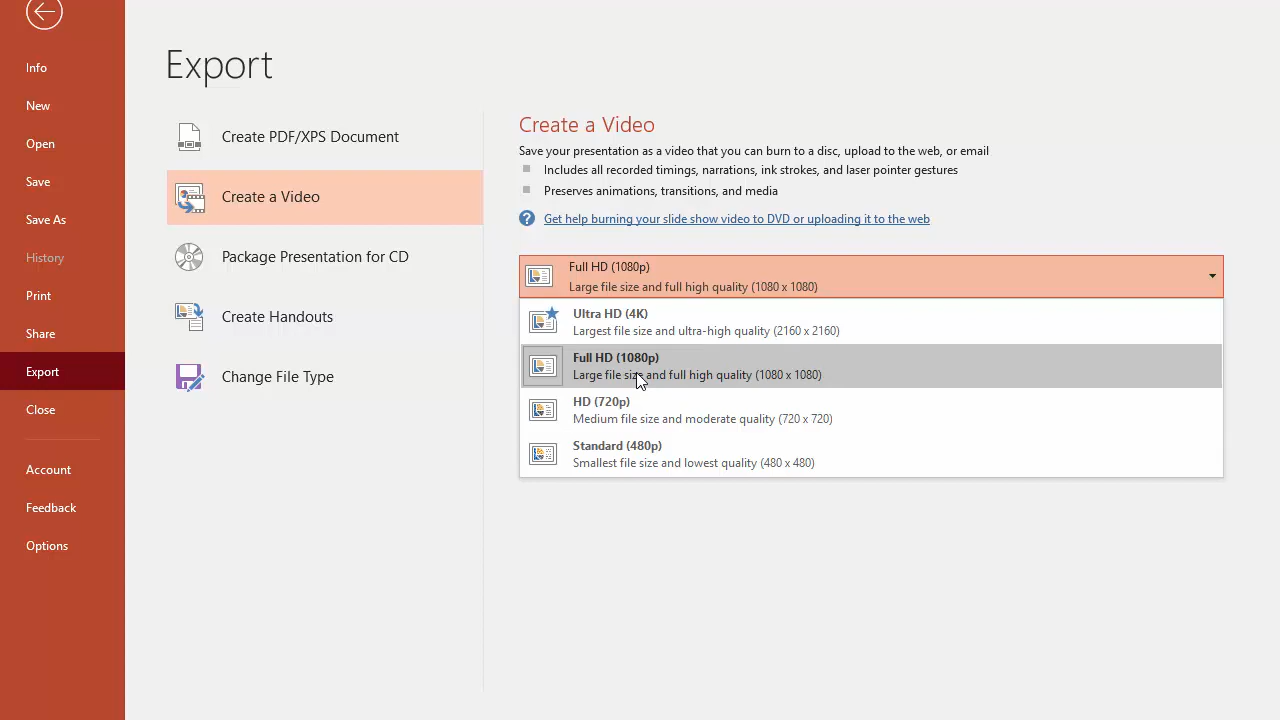 Info
New
Open
Save
Save As
History
Print
Share
Export
Close
Account
Feedback
Options
Export
Create PDF/XPS Document
Create a Video
Package Presentation for CD
Create Handouts
Change File Type
Create a Video
Save your presentation as a video that you can burn to a disc, upload to the web, or email
Includes all recorded timings, narrations, ink strokes, and laser pointer gestures
Preserves animations, transitions, and media
Get help burning your slide show video to DVD or uploading it to the web
Full HD (1080p)
Large file size and full high quality (1080 x 1080)
Ultra HD (4K)
Largest file size and ultra-high quality (2160 x 2160)
Full HD (1080p)
Large file size and full high quality (1080 x 1080)
HD (720p)
Medium file size and moderate quality (720 x 720)
Standard (480p)
Smallest file size and lowest quality (480 x 480)